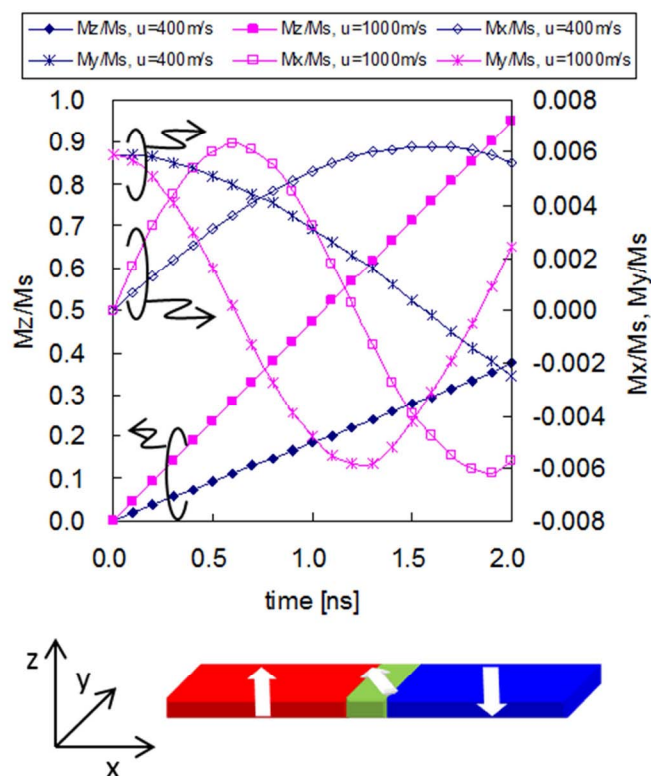 Mz/Ms, u=400m/s Mz/Ms, u=1000m/s Mx/Ms, u=400m/s
My/Ms, u=400m/s Mx/Ms, u=1000m/s My/Ms, u=1000m/s
1.0 0.008
0.9 0.006
0.8
0.7 0.004
0.6 0.002
0.5 0.000
0.4
0.3 -0.002
0.2 -0.004
0.1 -0.006
0.0 -0.008
Mz/Ms
Mx/Ms, My/Ms
0.0 0.5 1.0 1.5 2.0
time [ns]
z
y
x